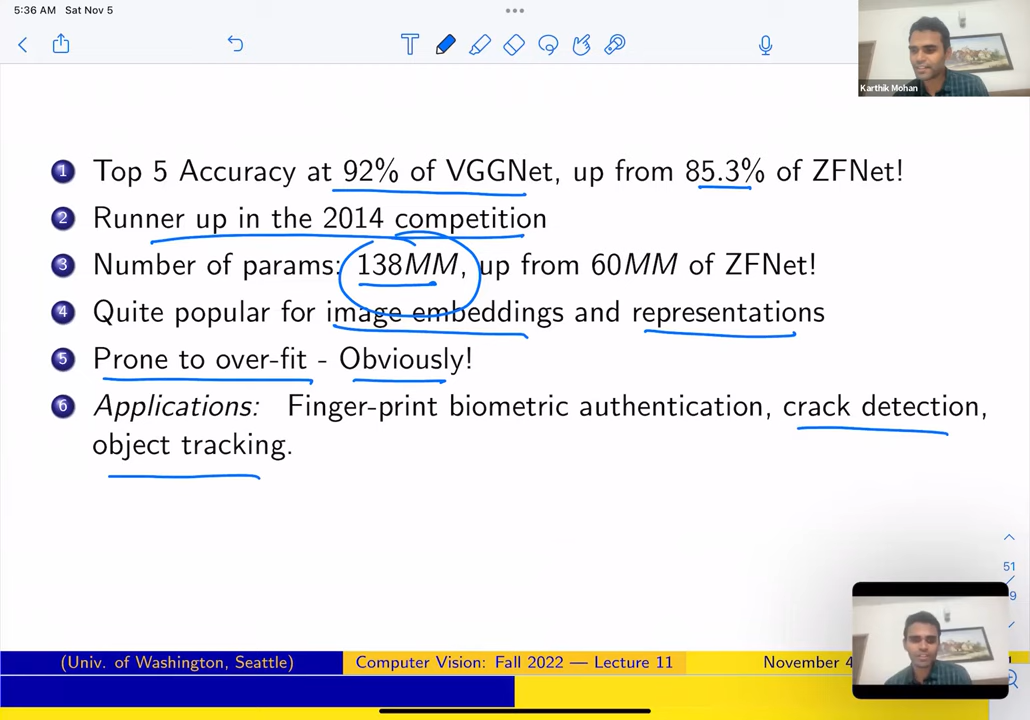 5:36 AM Sat Nov 5
Karthik Mohan
1 Top 5 Accuracy at 92% of VGGNet, up from 85.3% of ZFNet!
2 Runner up in the 2014 competition
3 Number of params: 138MM, up from 60MM of ZFNet!
4 Quite popular for image embeddings and representations
5 Prone to over-fit - Obviously!
6 Applications: Finger-print biometric authentication, crack detection,
object tracking.
51
(Univ. of Washington, Seattle) Computer Vision: Fall 2022 — Lecture 11 November 4